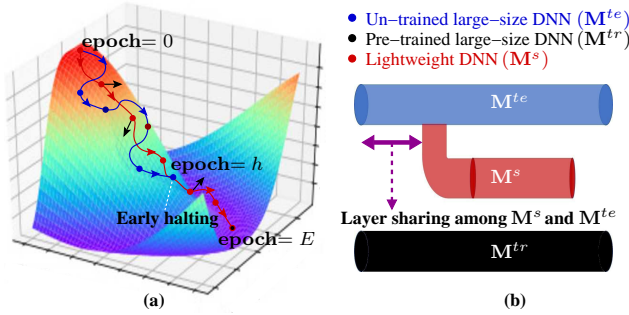 epoch= 0
epoch= h
Early halting
epoch= E
(a)
Un-trained large-size DNN (M^te)
Pre-trained large-size DNN (M^tr)
Lightweight DNN (M^s)
M^te
M^s
Layer sharing among M^s and M^te
M^tr
(b)